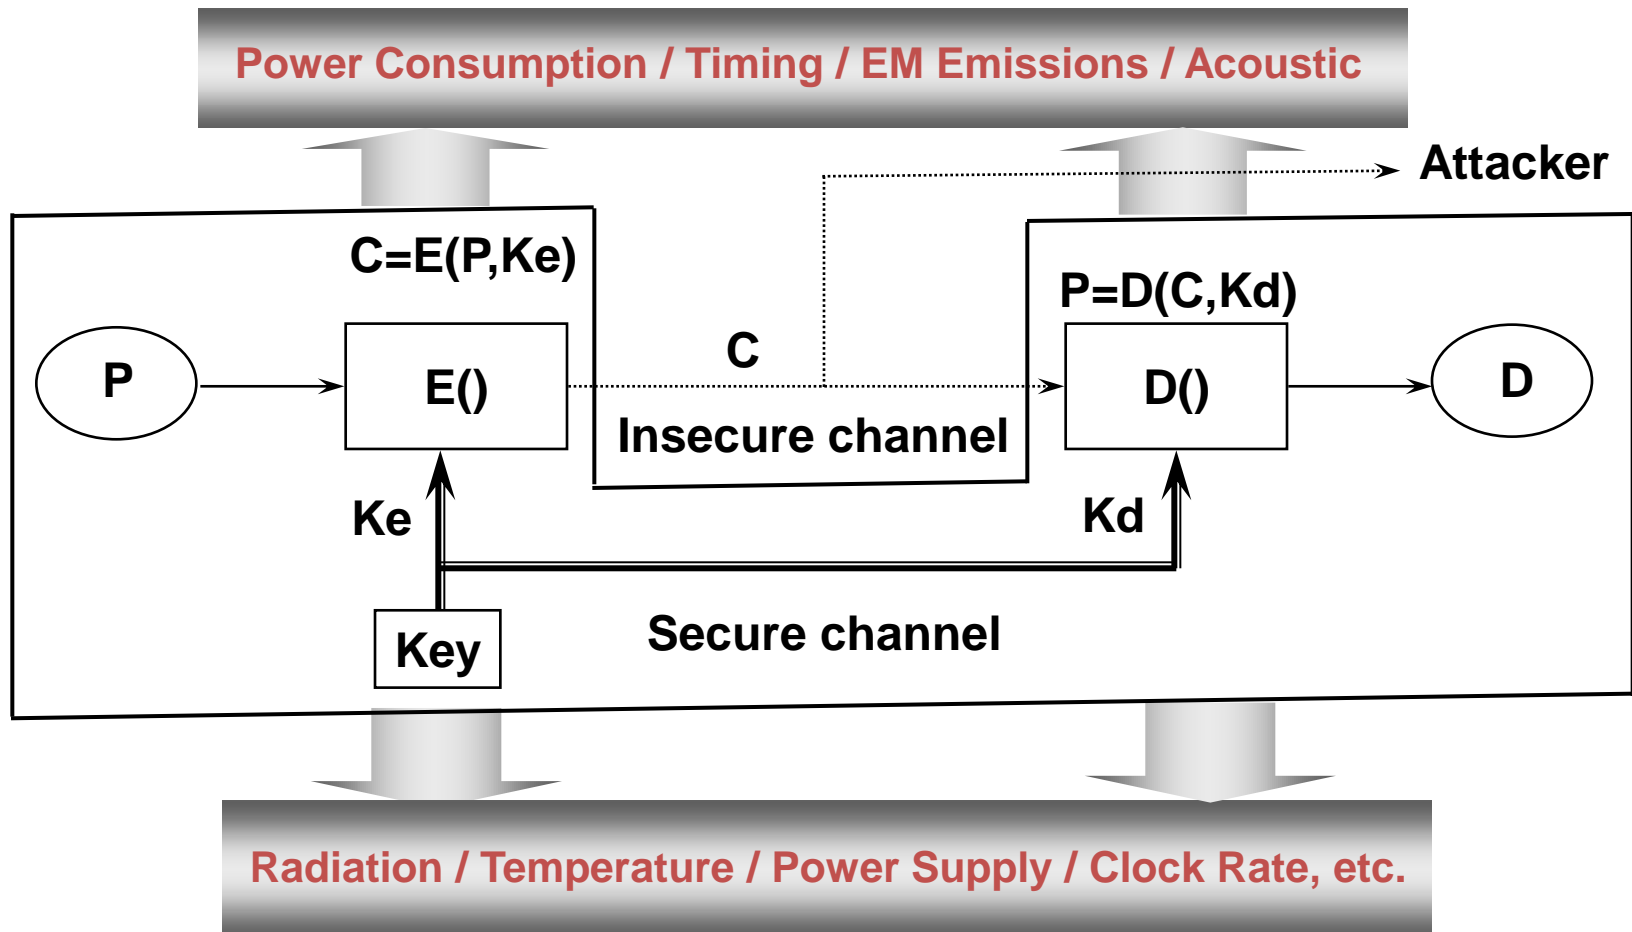 Power Consumption / Timing / EM Emissions / Acoustic
Attacker
C=E(P,Ke)
P=D(C,Kd)
C
P
E()
D()
D
Insecure channel
Ke
Kd
Secure channel
Key
Radiation / Temperature / Power Supply / Clock Rate, etc.